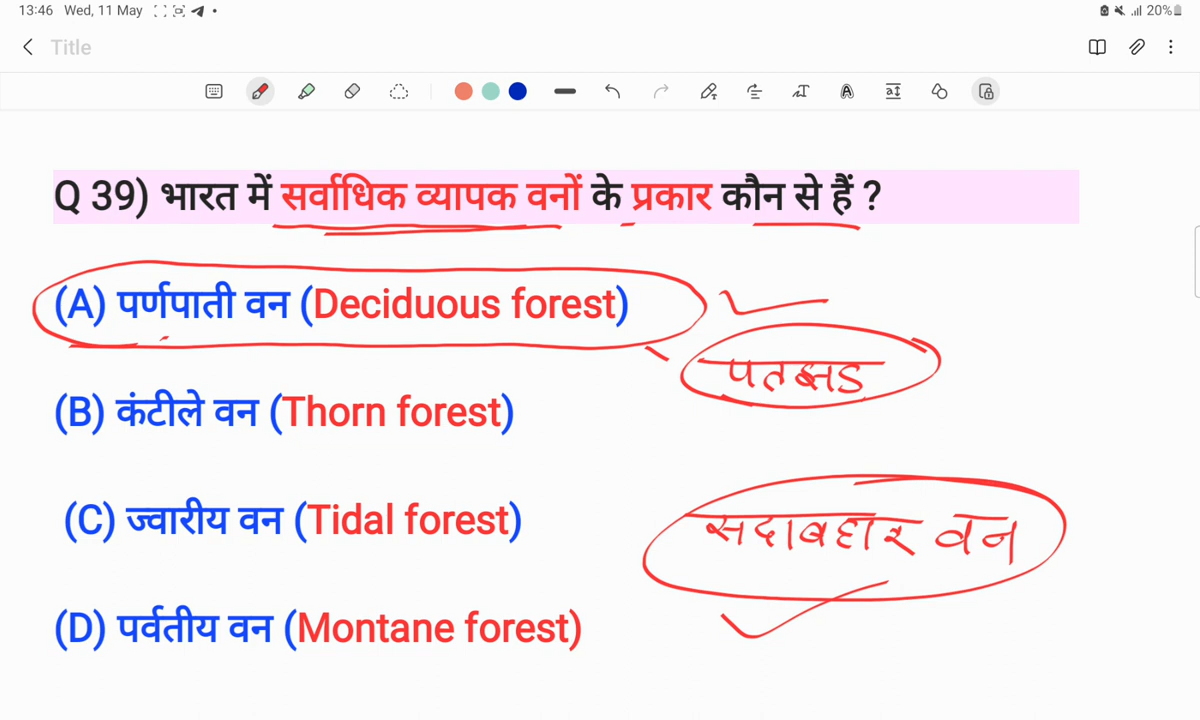 13:46 Wed, 11 May 20%
Title
Q 39) भारत में सर्वाधिक व्यापक वनों के प्रकार कौन से हैं ?
(A) पर्णपाती वन (Deciduous forest)
पतझड
(B) कंटीले वन (Thorn forest)
(C) ज्वारीय वन (Tidal forest)
सदाबहार वन
(D) पर्वतीय वन (Montane forest)